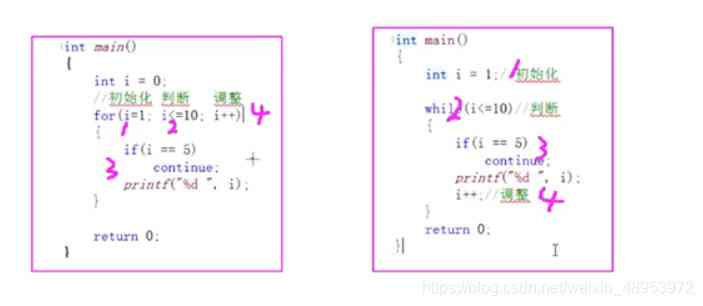 int main()
{
int i = 0;
//初始化 判断 调整
for(i=1; i<=10; i++) 4
1 2
{
if(i == 5)
3 continue;
printf("%d ", i);
}
return 0;
}
int main()
{
int i = 1;//初始化
1
while(i<=10)//判断
2
{
if(i == 5)
3
continue;
printf("%d ", i);
i++;//调整 4
}
return 0;
}
https://blog.csdn.net/weixin_48953972